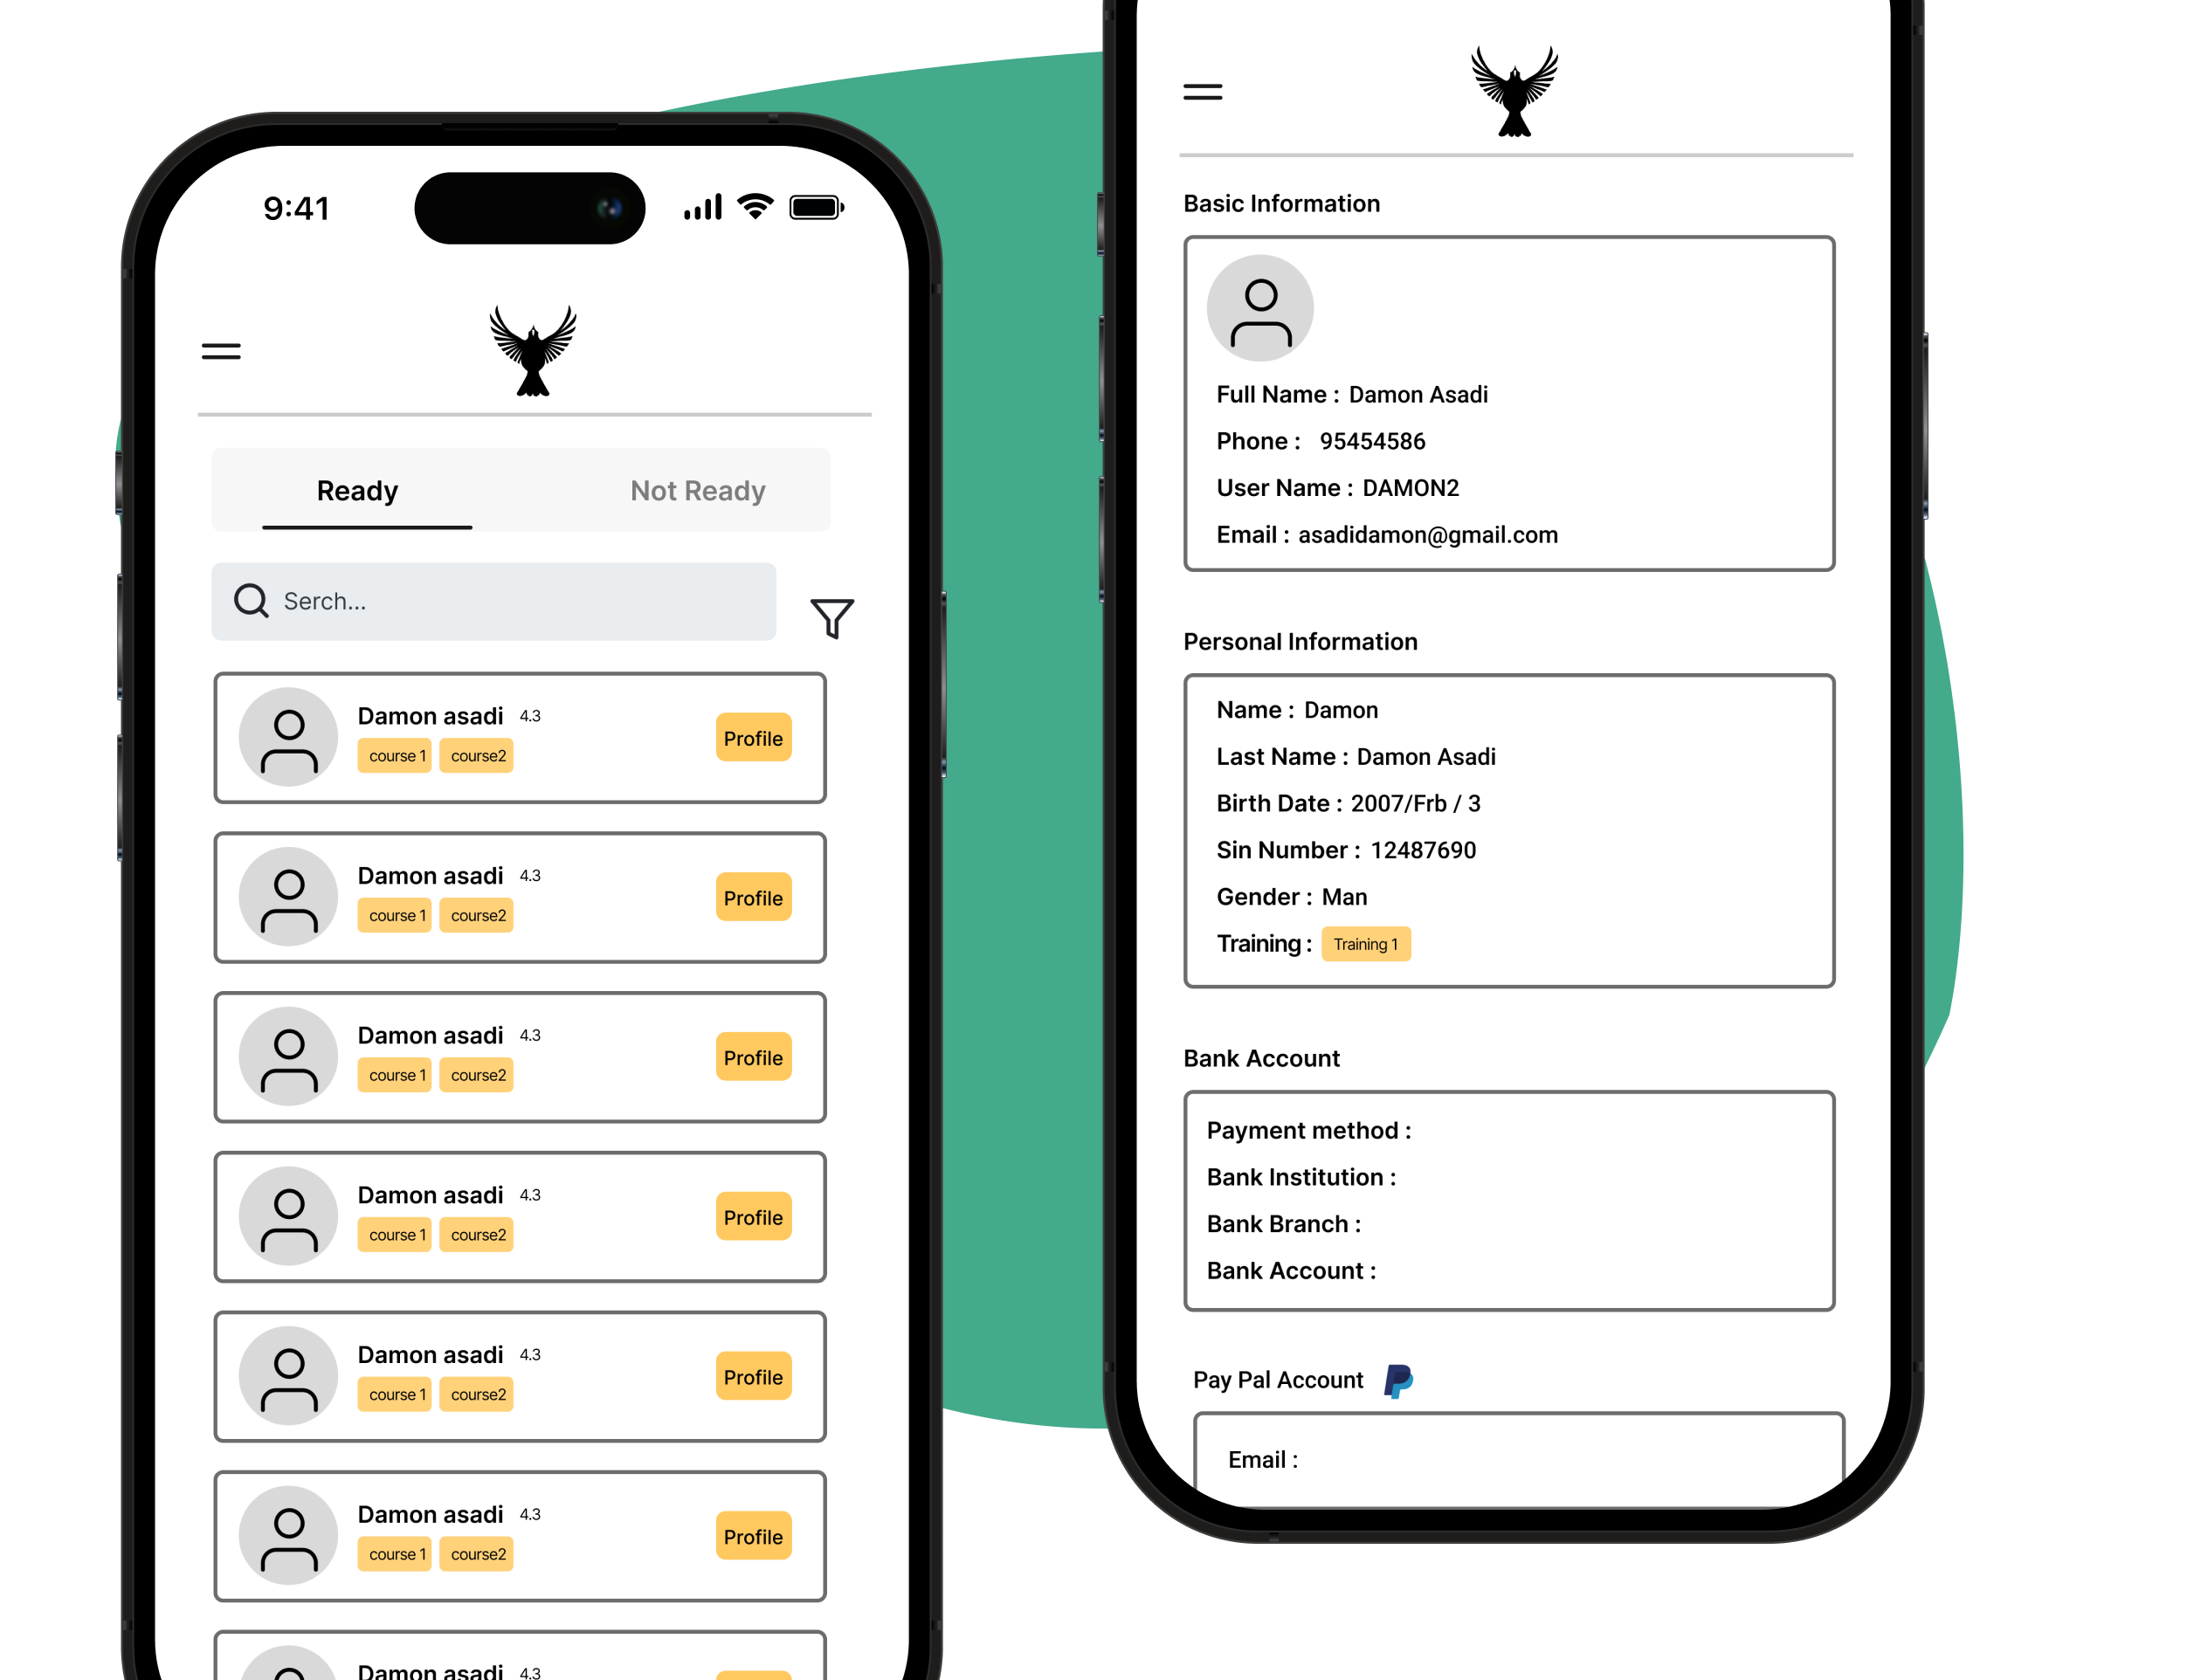 9:41
Ready Not Ready
Serch...
Damon asadi 4.3
course 1 course2
Profile
Damon asadi 4.3
course 1 course2
Profile
Damon asadi 4.3
course 1 course2
Profile
Damon asadi 4.3
course 1 course2
Profile
Damon asadi 4.3
course 1 course2
Profile
Damon asadi 4.3
course 1 course2
Profile
Damon asadi 4.3
Basic Information
Full Name : Damon Asadi
Phone : 95454586
User Name : DAMON2
Email : asadidamon@gmail.com
Personal Information
Name : Damon
Last Name : Damon Asadi
Birth Date : 2007/Frb / 3
Sin Number : 12487690
Gender : Man
Training : Training 1
Bank Account
Payment method :
Bank Institution :
Bank Branch :
Bank Account :
Pay Pal Account
Email :